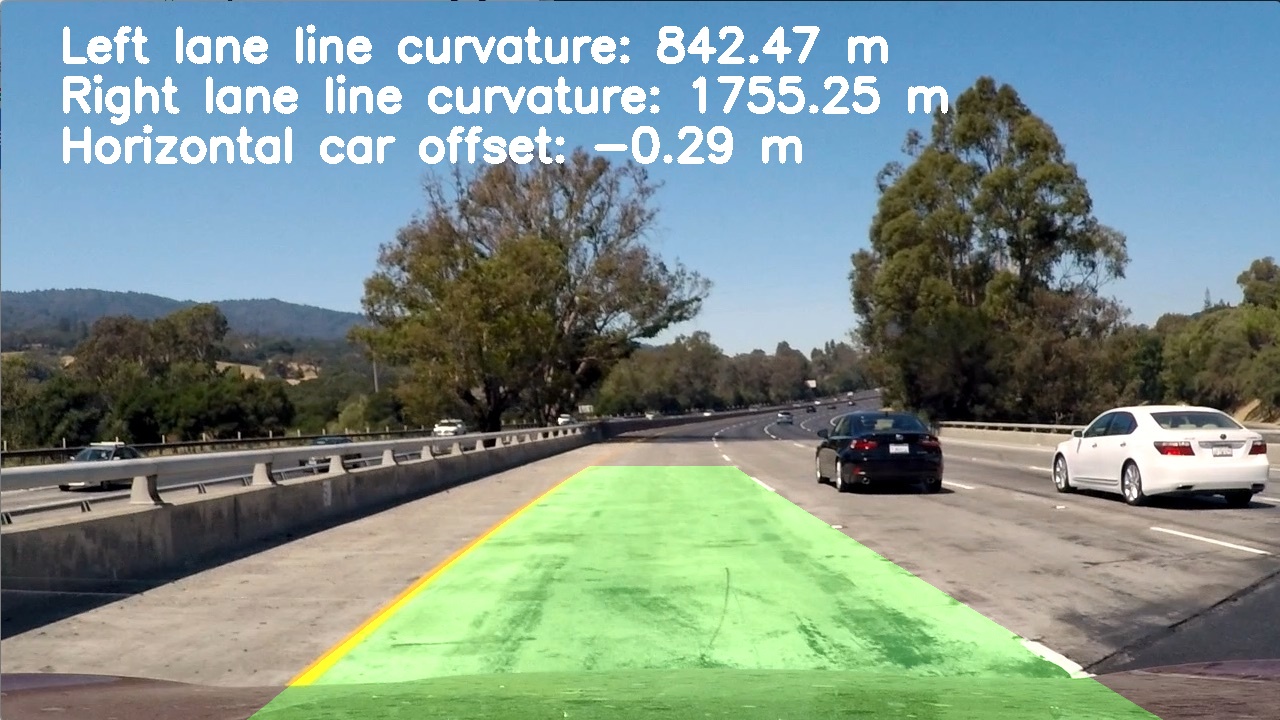 Left lane line curvature: 842.47 m
Right lane line curvature: 1755.25 m
Horizontal car offset: −0.29 m